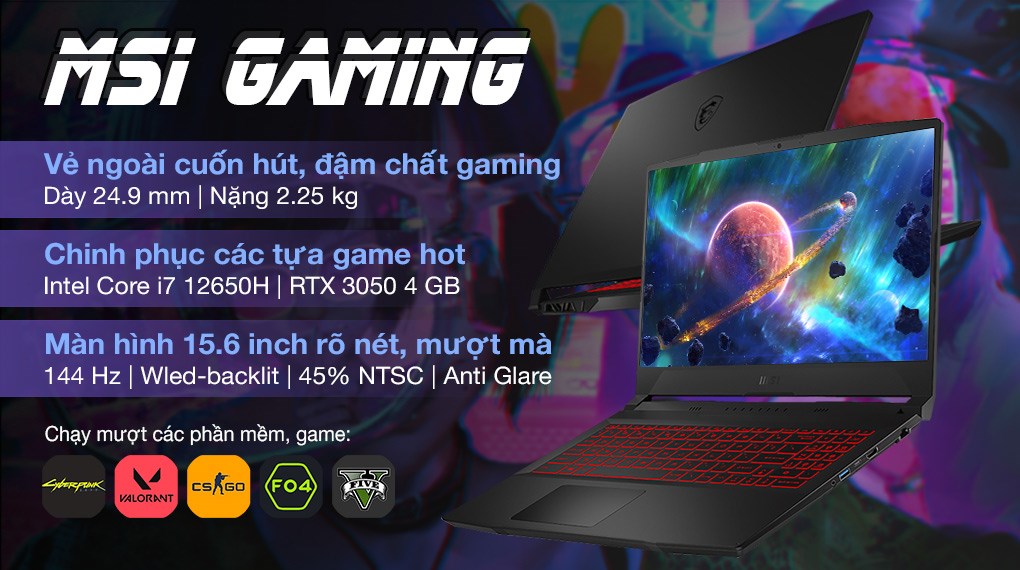 MSI GAMING
Vẻ ngoài cuốn hút, đậm chất gaming
Dày 24.9 mm | Nặng 2.25 kg
Chinh phục các tựa game hot
Intel Core i7 12650H | RTX 3050 4 GB
Màn hình 15.6 inch rõ nét, mượt mà
144 Hz | Wled-backlit | 45% NTSC | Anti Glare
Chạy mượt các phần mềm, game:
Cyberpunk
VALORANT
CS GO
FO4
V
FIVE
msi